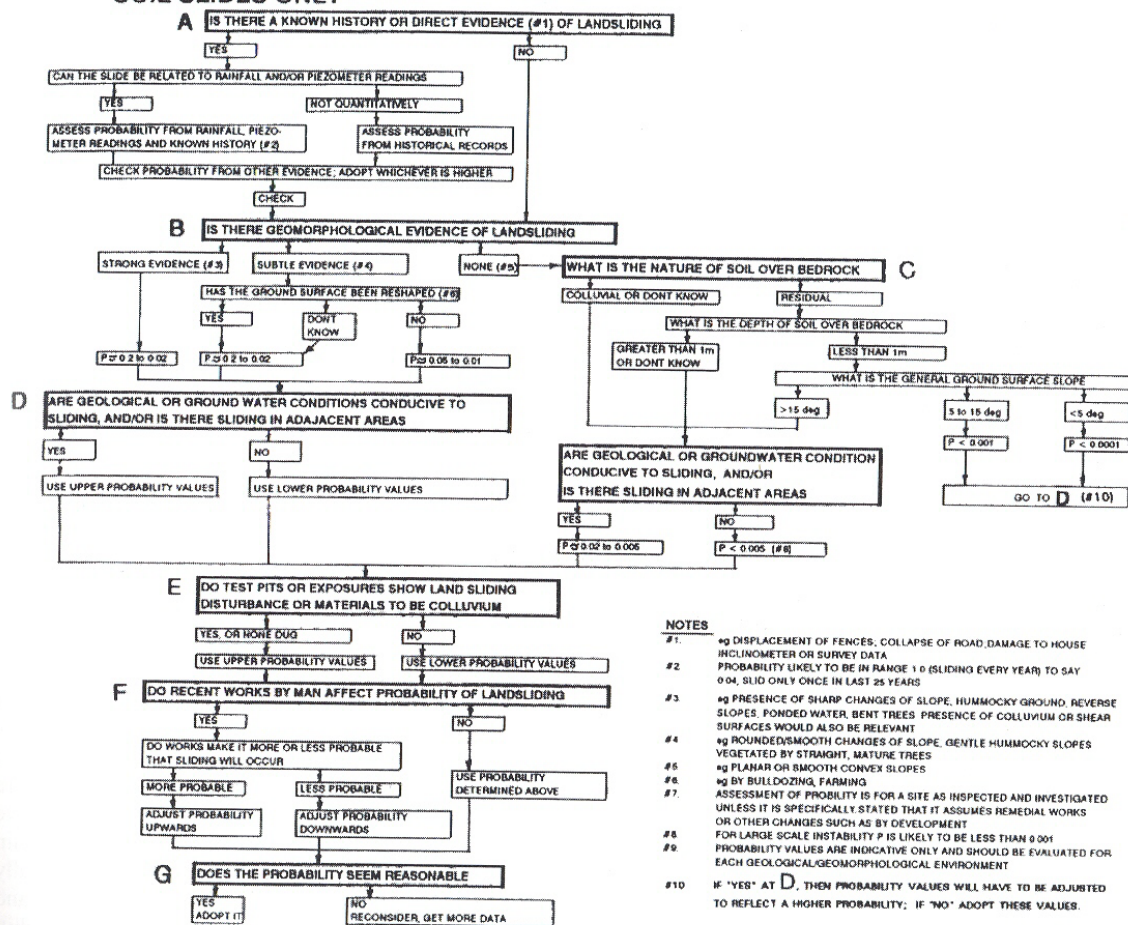 A
IS THERE A KNOWN HISTORY OR DIRECT EVIDENCE (#1) OF LANDSLIDING
YES
NO
CAN THE SLIDE BE RELATED TO RAINFALL AND/OR PIEZOMETER READINGS
YES
NOT QUANTITATIVELY
ASSESS PROBABILITY FROM RAINFALL, PIEZO-
METER READINGS AND KNOWN HISTORY (#2)
ASSESS PROBABILITY
FROM HISTORICAL RECORDS
CHECK PROBABILITY FROM OTHER EVIDENCE; ADOPT WHICHEVER IS HIGHER
CHECK
B
IS THERE GEOMORPHOLOGICAL EVIDENCE OF LANDSLIDING
STRONG EVIDENCE (#3)
SUBTLE EVIDENCE (#4)
NONE (#5)
HAS THE GROUND SURFACE BEEN RESHAPED (#6)
YES
DONT
KNOW
NO
P≃0.2 to 0.02
P≃0.2 to 0.02
P≃0.05 to 0.01
C
WHAT IS THE NATURE OF SOIL OVER BEDROCK
COLLUVIAL OR DONT KNOW
RESIDUAL
WHAT IS THE DEPTH OF SOIL OVER BEDROCK
GREATER THAN 1m
OR DONT KNOW
LESS THAN 1m
WHAT IS THE GENERAL GROUND SURFACE SLOPE
>15 deg
5 to 15 deg
<5 deg
P < 0.001
P < 0.0001
GO TO D (#10)
D
ARE GEOLOGICAL OR GROUND WATER CONDITIONS CONDUCIVE TO
SLIDING, AND/OR IS THERE SLIDING IN ADAJACENT AREAS
YES
NO
USE UPPER PROBABILITY VALUES
USE LOWER PROBABILITY VALUES
ARE GEOLOGICAL OR GROUNDWATER CONDITION
CONDUCIVE TO SLIDING, AND/OR
IS THERE SLIDING IN ADJACENT AREAS
YES
NO
P≃0.02 to 0.005
P < 0.005 (#8)
E
DO TEST PITS OR EXPOSURES SHOW LAND SLIDING
DISTURBANCE OR MATERIALS TO BE COLLUVIUM
YES, OR NONE DUG
NO
USE UPPER PROBABILITY VALUES
USE LOWER PROBABILITY VALUES
F
DO RECENT WORKS BY MAN AFFECT PROBABILITY OF LANDSLIDING
YES
NO
DO WORKS MAKE IT MORE OR LESS PROBABLE
THAT SLIDING WILL OCCUR
MORE PROBABLE
LESS PROBABLE
USE PROBABILITY
DETERMINED ABOVE
ADJUST PROBABILITY
UPWARDS
ADJUST PROBABILITY
DOWNWARDS
G
DOES THE PROBABILITY SEEM REASONABLE
YES
ADOPT IT
NO
RECONSIDER, GET MORE DATA
NOTES
#1. eg DISPLACEMENT OF FENCES, COLLAPSE OF ROAD, DAMAGE TO HOUSE
INCLINOMETER OR SURVEY DATA
#2 PROBABILITY LIKELY TO BE IN RANGE 1.0 (SLIDING EVERY YEAR) TO SAY
0.04, SLID ONLY ONCE IN LAST 25 YEARS
#3 eg PRESENCE OF SHARP CHANGES OF SLOPE, HUMMOCKY GROUND, REVERSE
SLOPES, PONDED WATER, BENT TREES PRESENCE OF COLLUVIUM OR SHEAR
SURFACES WOULD ALSO BE RELEVANT
#4 eg ROUNDED/SMOOTH CHANGES OF SLOPE, GENTLE HUMMOCKY SLOPES
VEGETATED BY STRAIGHT, MATURE TREES
#5 eg PLANAR OR SMOOTH CONVEX SLOPES
#6. eg BY BULLDOZING, FARMING
#7. ASSESSMENT OF PROBILITY IS FOR A SITE AS INSPECTED AND INVESTIGATED
UNLESS IT IS SPECIFICALLY STATED THAT IT ASSUMES REMEDIAL WORKS
OR OTHER CHANGES SUCH AS BY DEVELOPMENT
#8 FOR LARGE SCALE INSTABILITY P IS LIKELY TO BE LESS THAN 0.001
#9. PROBABILITY VALUES ARE INDICATIVE ONLY AND SHOULD BE EVALUATED FOR
EACH GEOLOGICAL/GEOMORPHOLOGICAL ENVIRONMENT
#10 IF "YES" AT D, THEN PROBABILITY VALUES WILL HAVE TO BE ADJUSTED
TO REFLECT A HIGHER PROBABILITY; IF "NO" ADOPT THESE VALUES.